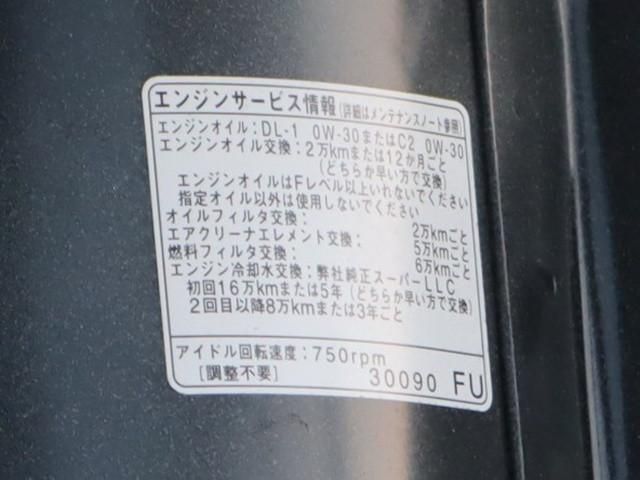 エンジンサービス情報(詳細はメンテナンスノート参照)
エンジンオイル:DL-1 0W-30またはC2 0W-30
エンジンオイル交換:2万kmまたは12か月ごと
(どちらか早い方で交換)
エンジンオイルはFレベル以上いれないでください
指定オイル以外は使用しないでください
オイルフィルタ交換: 2万kmごと
エアクリーナエレメント交換: 5万kmごと
燃料フィルタ交換: 6万kmごと
エンジン冷却水交換:弊社純正スーパーLLC
初回16万kmまたは5年(どちらか早い方で交換)
2回目以降8万kmまたは3年ごと
アイドル回転速度:750rpm
[調整不要] 30090 FU